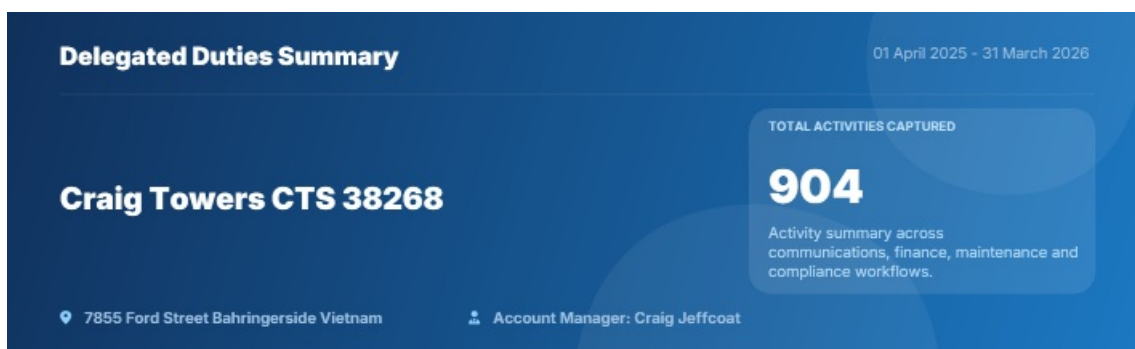 Delegated Duties Summary
01 April 2025 - 31 March 2026
TOTAL ACTIVITIES CAPTURED
904
Craig Towers CTS 38268
Activity summary across
communications, finance, maintenance and
compliance workflows.
7855 Ford Street Bahringerside Vietnam
Account Manager: Craig Jeffcoat